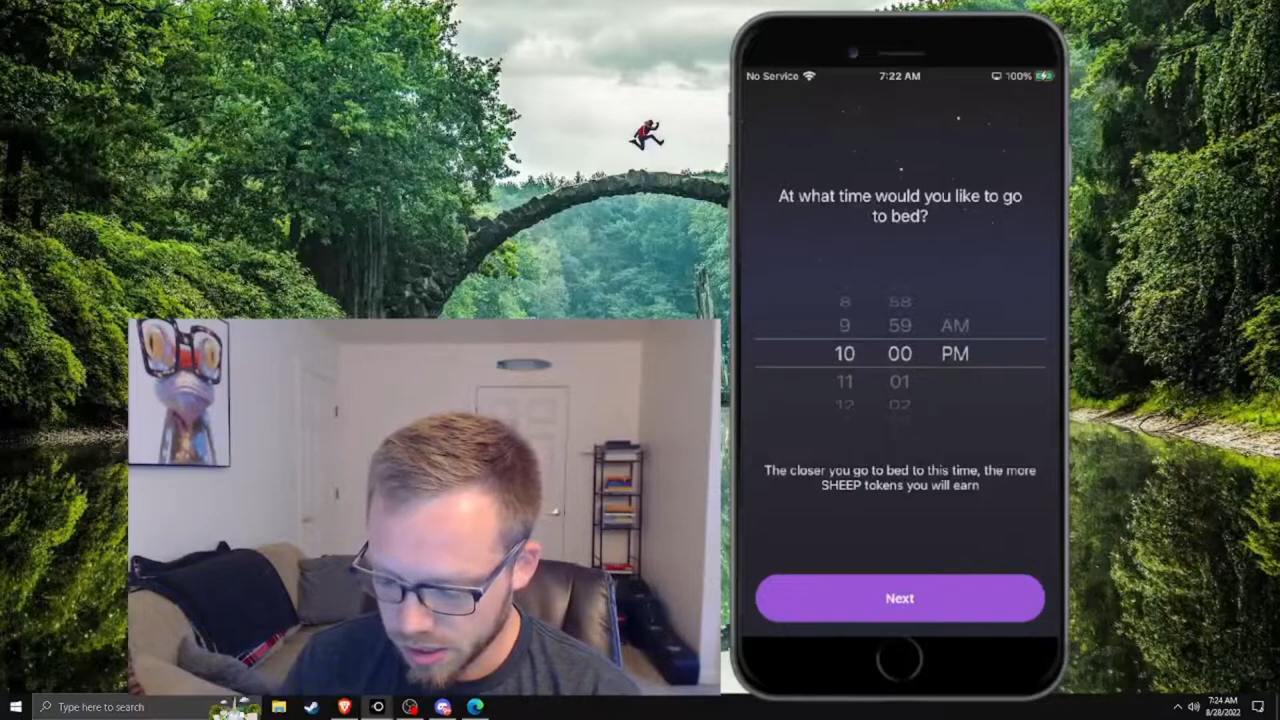 No Service
7:22 AM
100%
At what time would you like to go
to bed?
8 58
9 59 AM
10 00 PM
11 01
12 02
The closer you go to bed to this time, the more
SHEEP tokens you will earn
Next
Type here to search
7:24 AM
8/28/2022